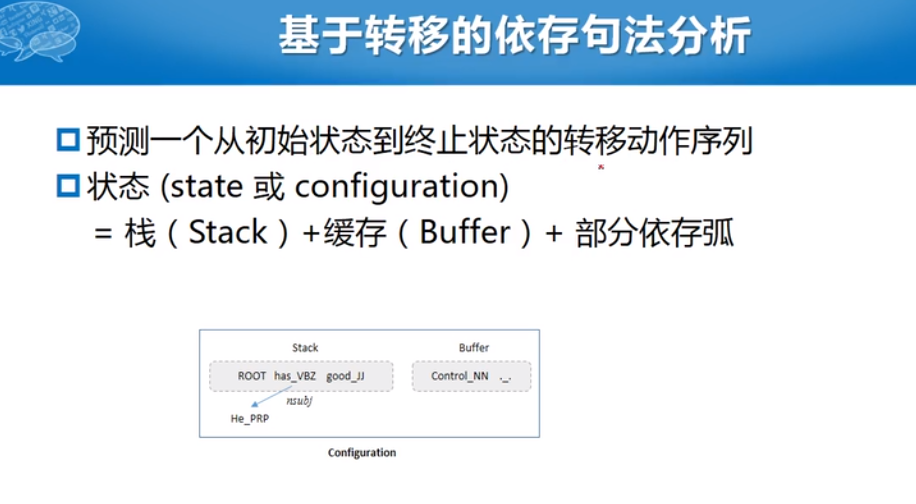 基于转移的依存句法分析
预测一个从初始状态到终止状态的转移动作序列
状态 (state 或 configuration)
= 栈（Stack）+缓存（Buffer）+ 部分依存弧
Stack Buffer
ROOT has_VBZ good_JJ Control_NN ._.
nsubj
He_PRP
Configuration